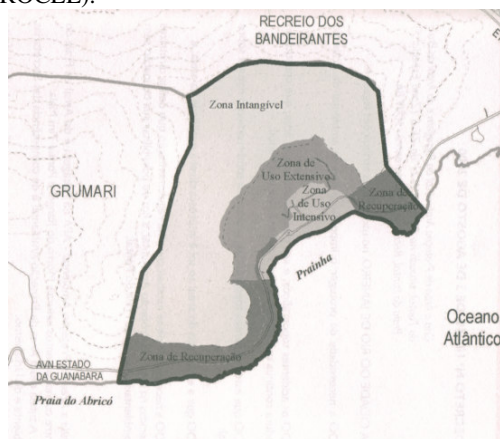 RECREIO DOS
BANDEIRANTES
Zona Intangível
Zona de
Uso Extensivo
Zona
de Uso
Intensivo
Zona de
Recuperação
GRUMARI
Prainha
Oceano
Atlântico
Zona de Recuperação
AVN ESTADO
DA GUANABARA
Praia do Abricó